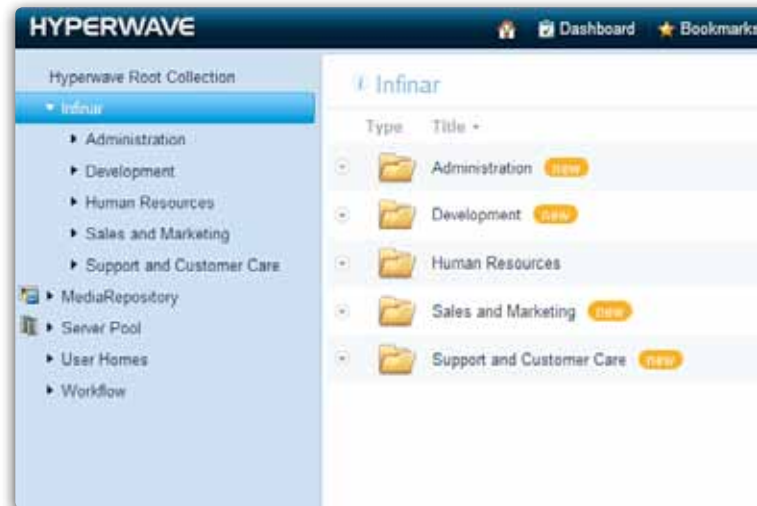 HYPERWAVE
Dashboard
Bookmarks
Hyperwave Root Collection
Infinar
Administration
Development
Human Resources
Sales and Marketing
Support and Customer Care
MediaRepository
Server Pool
User Homes
Workflow
Infinar
Type Title
Administration new
Development new
Human Resources
Sales and Marketing new
Support and Customer Care new